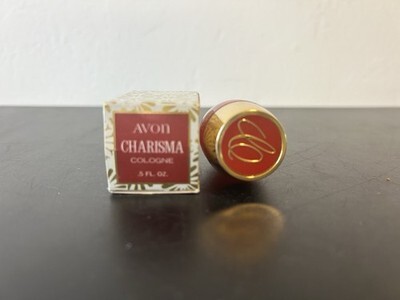 AVON
CHARISMA
COLOGNE
.5 FL. OZ.